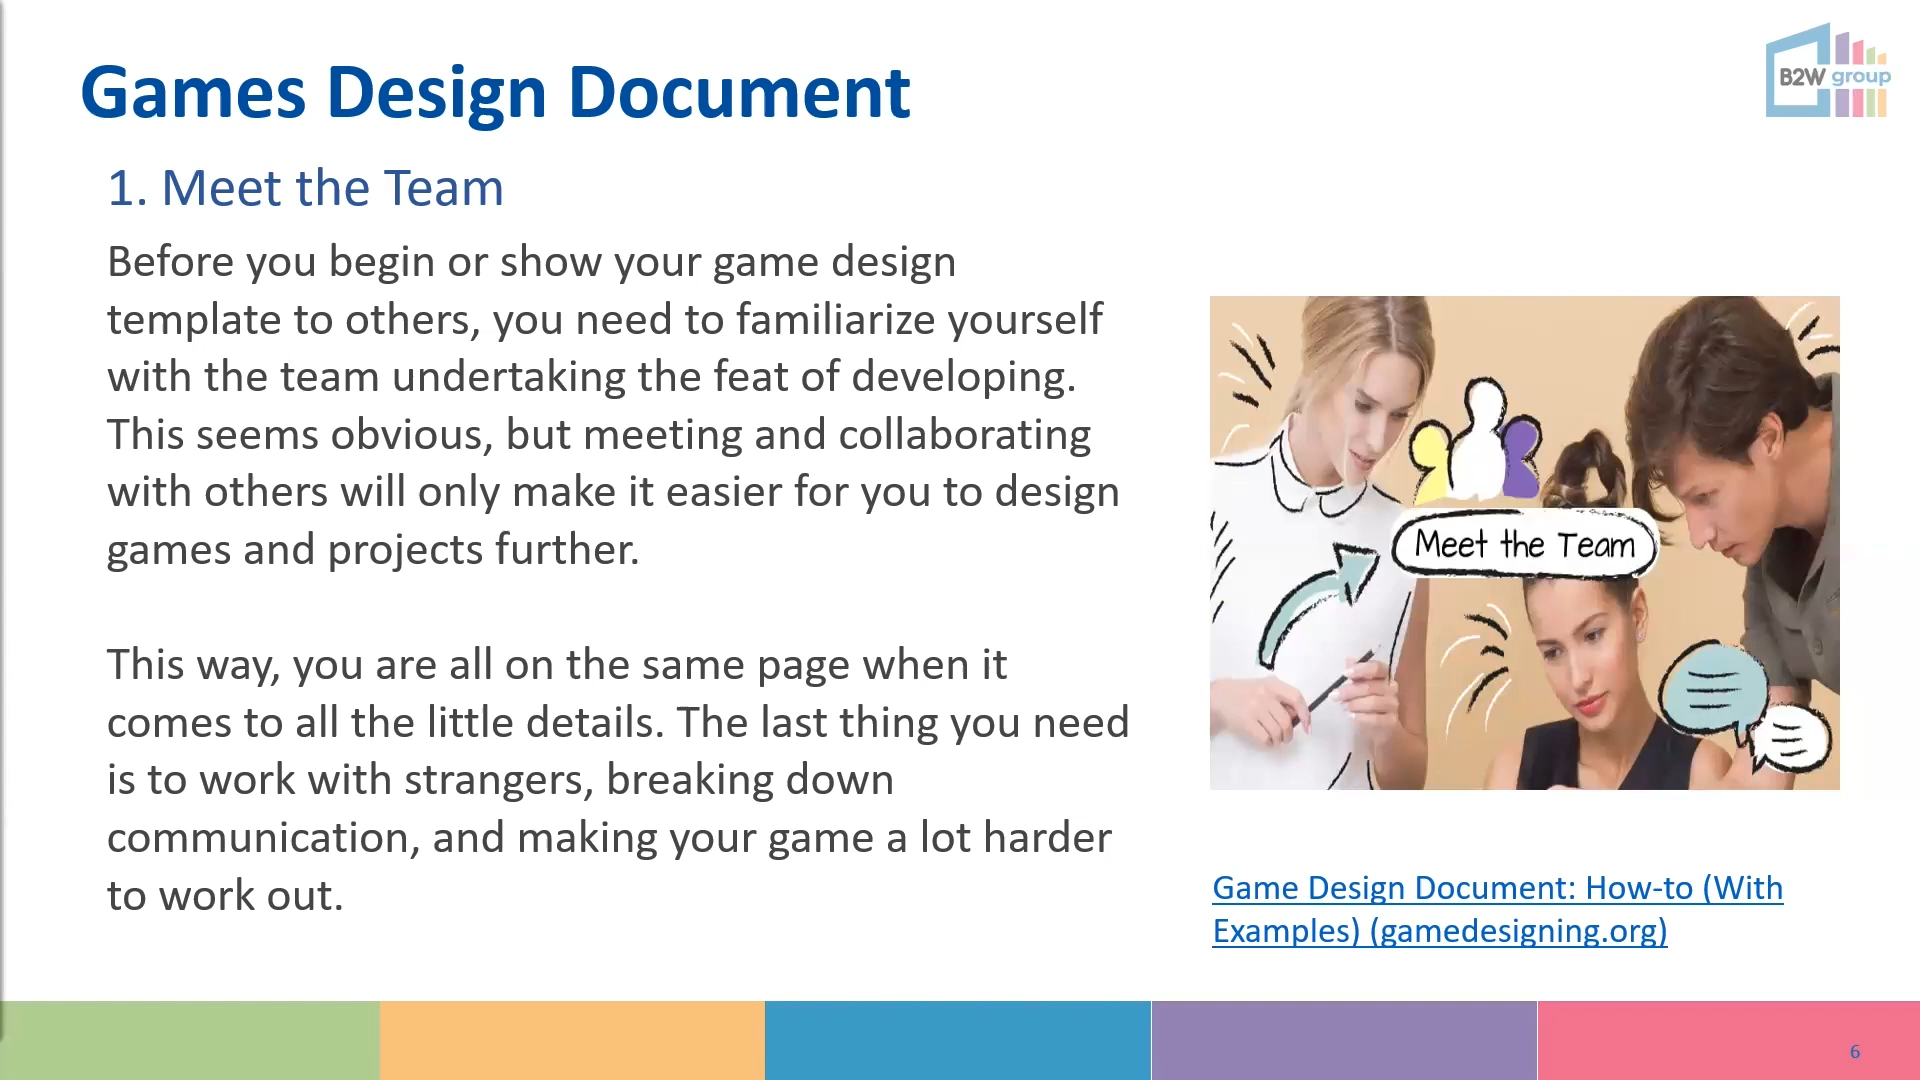 Games Design Document
B2W group
1. Meet the Team
Before you begin or show your game design
template to others, you need to familiarize yourself
with the team undertaking the feat of developing.
This seems obvious, but meeting and collaborating
with others will only make it easier for you to design
games and projects further.
This way, you are all on the same page when it
comes to all the little details. The last thing you need
is to work with strangers, breaking down
communication, and making your game a lot harder
to work out.
Meet the Team
Game Design Document: How-to (With
Examples) (gamedesigning.org)
6